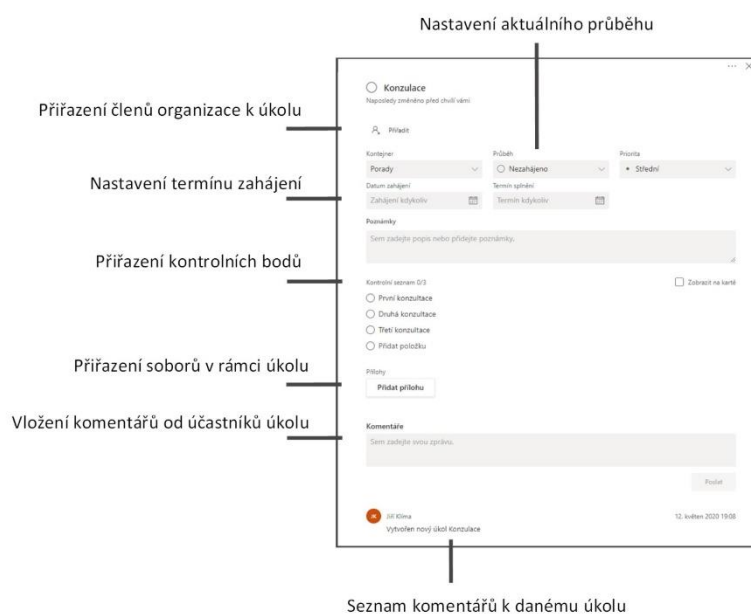 Nastavení aktuálního průběhu
Konzulace
Naposledy změněno před chvílí vámi
Přiřazení členů organizace k úkolu
Přiřadit
Kontejner Průběh Priorita
Porady Nezahájeno Střední
Nastavení termínu zahájení
Datum zahájení Termín splnění
Zahájení kdykoliv Termín kdykoliv
Poznámky
Sem zadejte popis nebo přidejte poznámky.
Přiřazení kontrolních bodů
Kontrolní seznam 0/3 Zobrazit na kartě
První konzultace
Druhá konzultace
Třetí konzultace
Přidat položku
Přiřazení soborů v rámci úkolu
Přílohy
Přidat přílohu
Vložení komentářů od účastníků úkolu
Komentáře
Sem zadejte svou zprávu.
Poslat
JK Jiří Klíma 12. květen 2020 19:08
Vytvořen nový úkol Konzulace
Seznam komentářů k danému úkolu